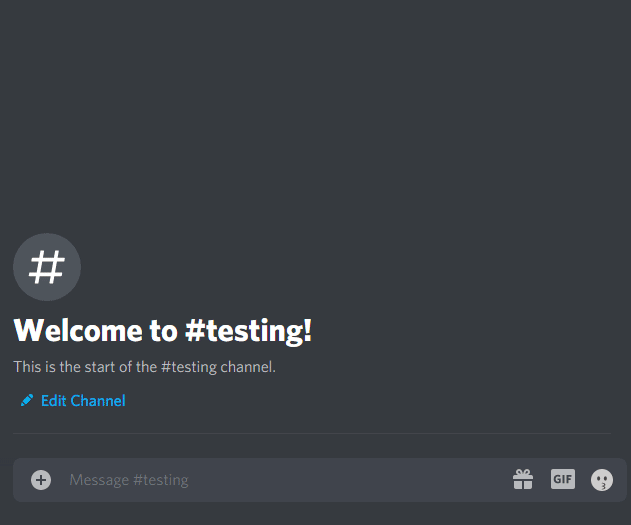 #
Welcome to #testing!
This is the start of the #testing channel.
Edit Channel
Message #testing
GIF